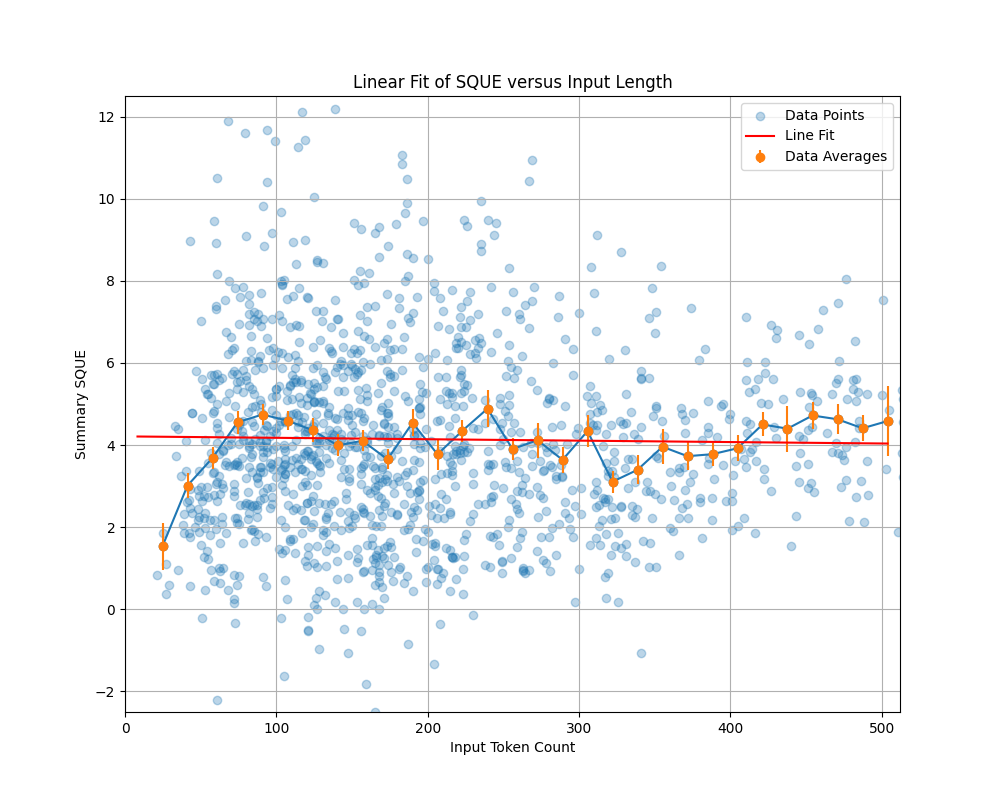 Linear Fit of SQUE versus Input Length
Data Points
Line Fit
Data Averages
12
10
8
6
4
2
0
−2
Summary SQUE
0 100 200 300 400 500
Input Token Count